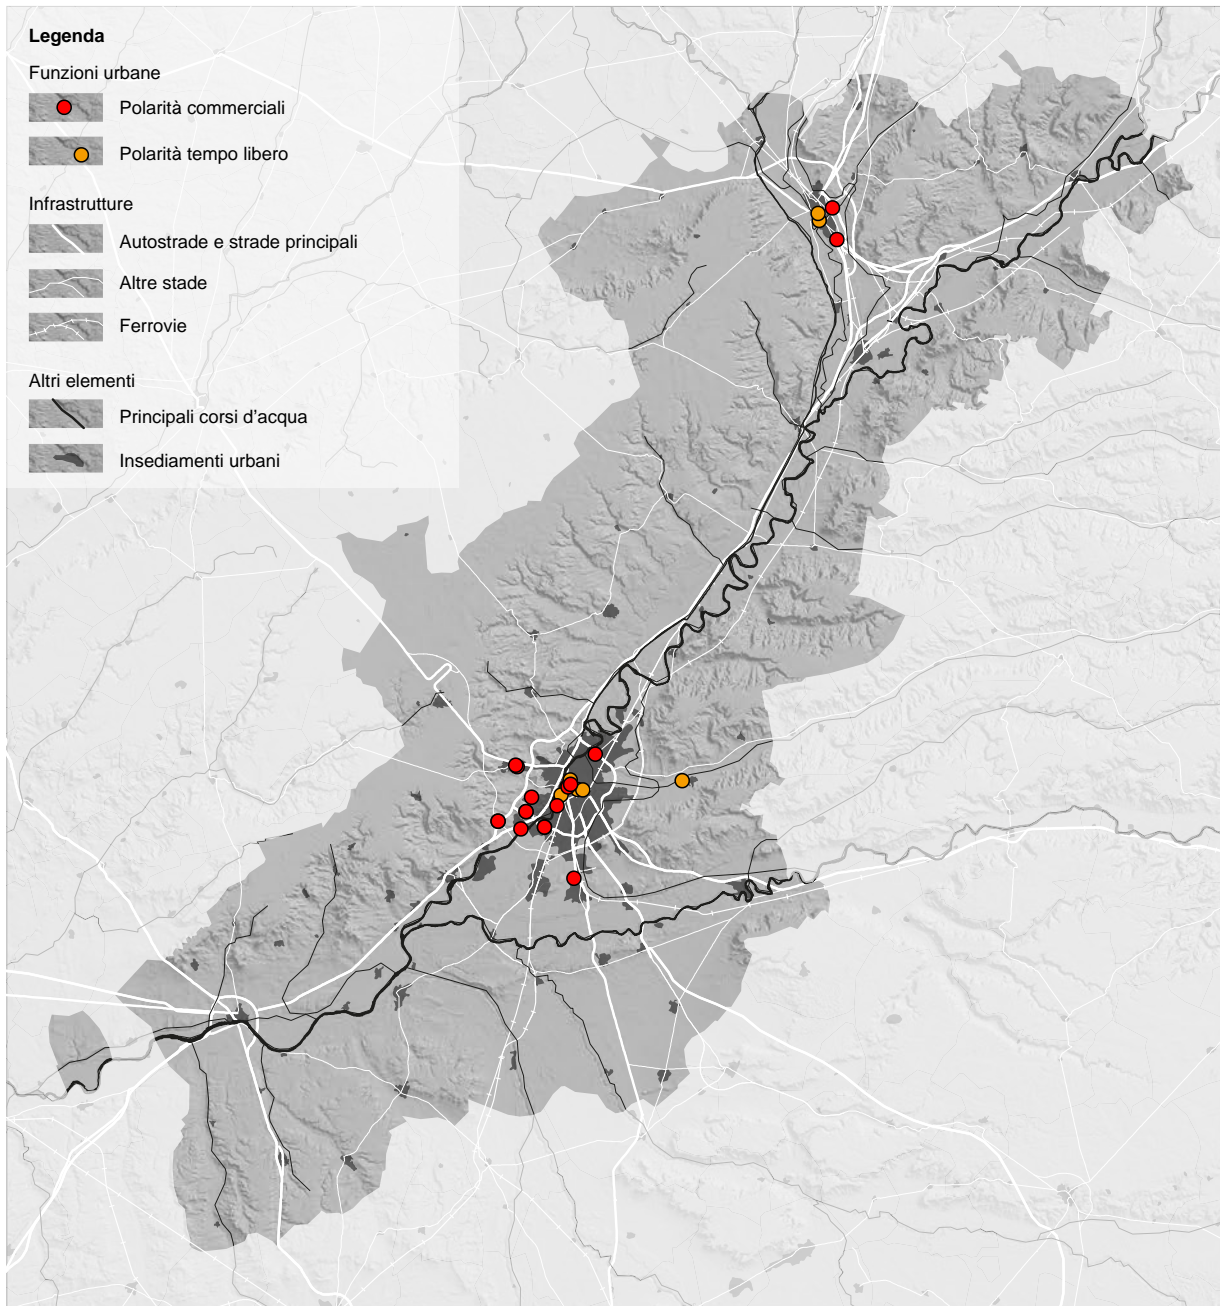 Legenda
Funzioni urbane
Polarità commerciali
Polarità tempo libero
Infrastrutture
Autostrade e strade principali
Altre stade
Ferrovie
Altri elementi
Principali corsi d'acqua
Insediamenti urbani